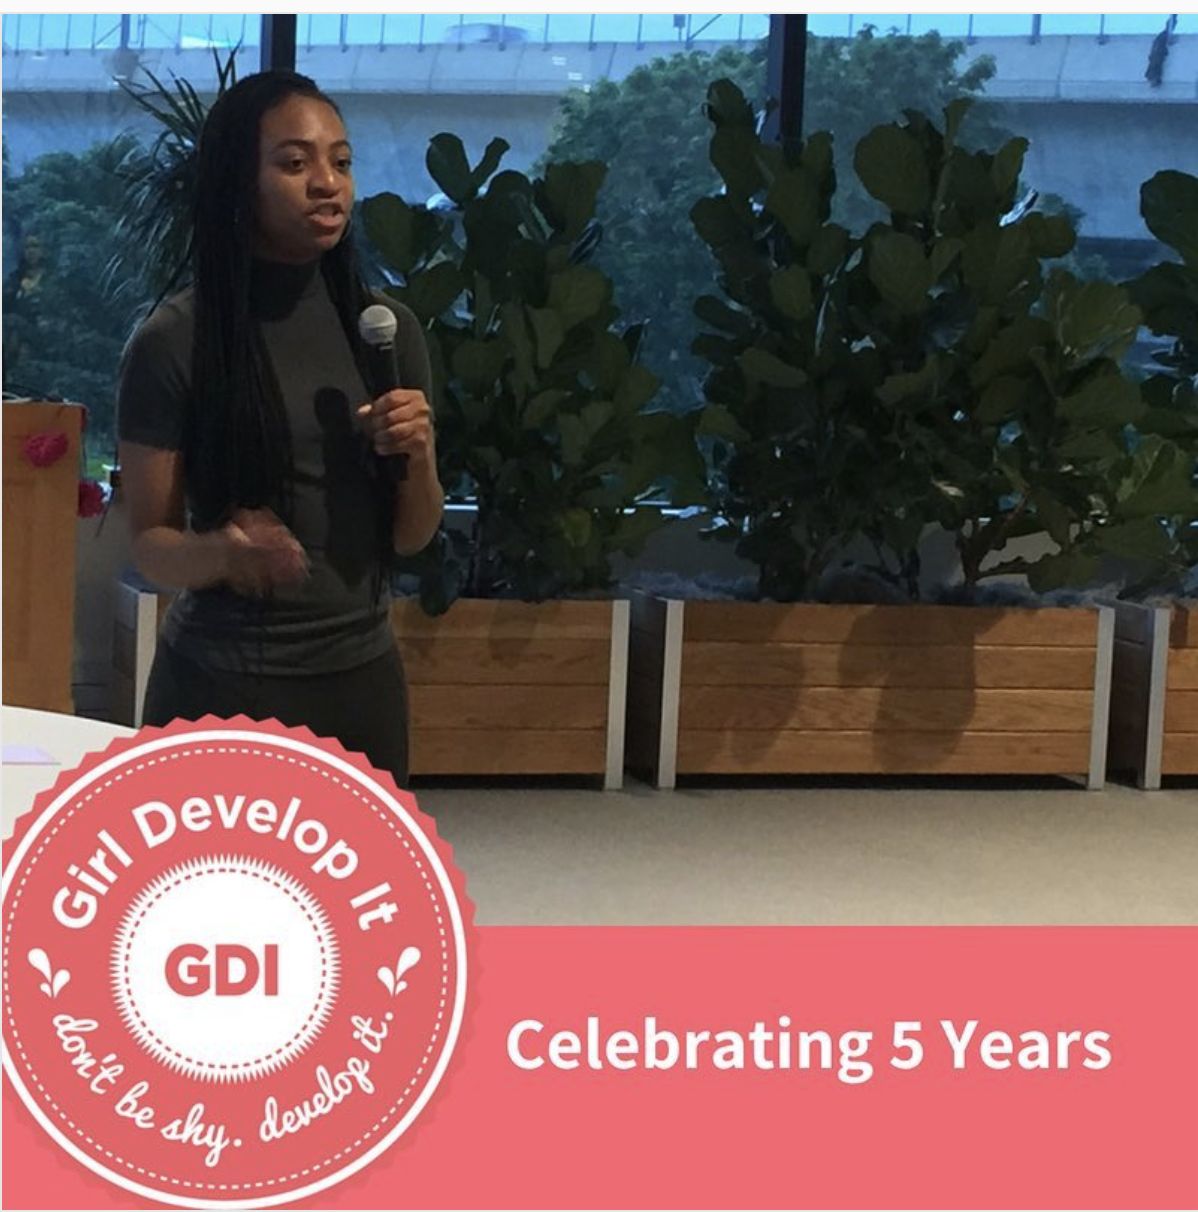 Girl Develop It
GDI
don't be shy. develop it.
Celebrating 5 Years